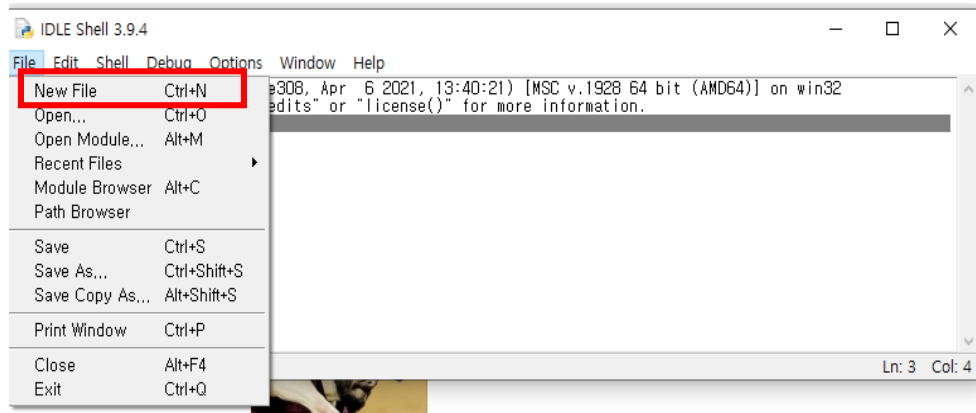 IDLE Shell 3.9.4
File Edit Shell Debug Options Window Help
New File Ctrl+N
e308, Apr 6 2021, 13:40:21) [MSC v.1928 64 bit (AMD64)] on win32
edits" or "license()" for more information.
Open... Ctrl+O
Open Module... Alt+M
Recent Files
Module Browser Alt+C
Path Browser
Save Ctrl+S
Save As... Ctrl+Shift+S
Save Copy As... Alt+Shift+S
Print Window Ctrl+P
Close Alt+F4
Exit Ctrl+Q
Ln: 3 Col: 4